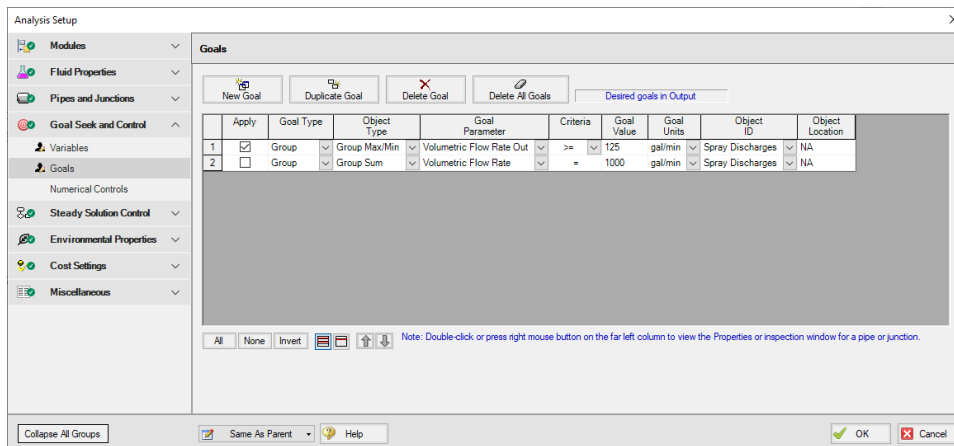 Analysis Setup
Modules
Fluid Properties
Pipes and Junctions
Goal Seek and Control
Variables
Goals
Numerical Controls
Steady Solution Control
Environmental Properties
Cost Settings
Miscellaneous
Collapse All Groups
Goals
New Goal Duplicate Goal Delete Goal Delete All Goals Desired goals in Output
Apply Goal Type Object Type Goal Parameter Criteria Goal Value Goal Units Object ID Object Location
1 Group Group Max/Min Volumetric Flow Rate Out >= 125 gal/min Spray Discharges NA
2 Group Group Sum Volumetric Flow Rate = 1000 gal/min Spray Discharges NA
All None Invert Note: Double-click or press right mouse button on the far left column to view the Properties or inspection window for a pipe or junction.
Same As Parent Help OK Cancel